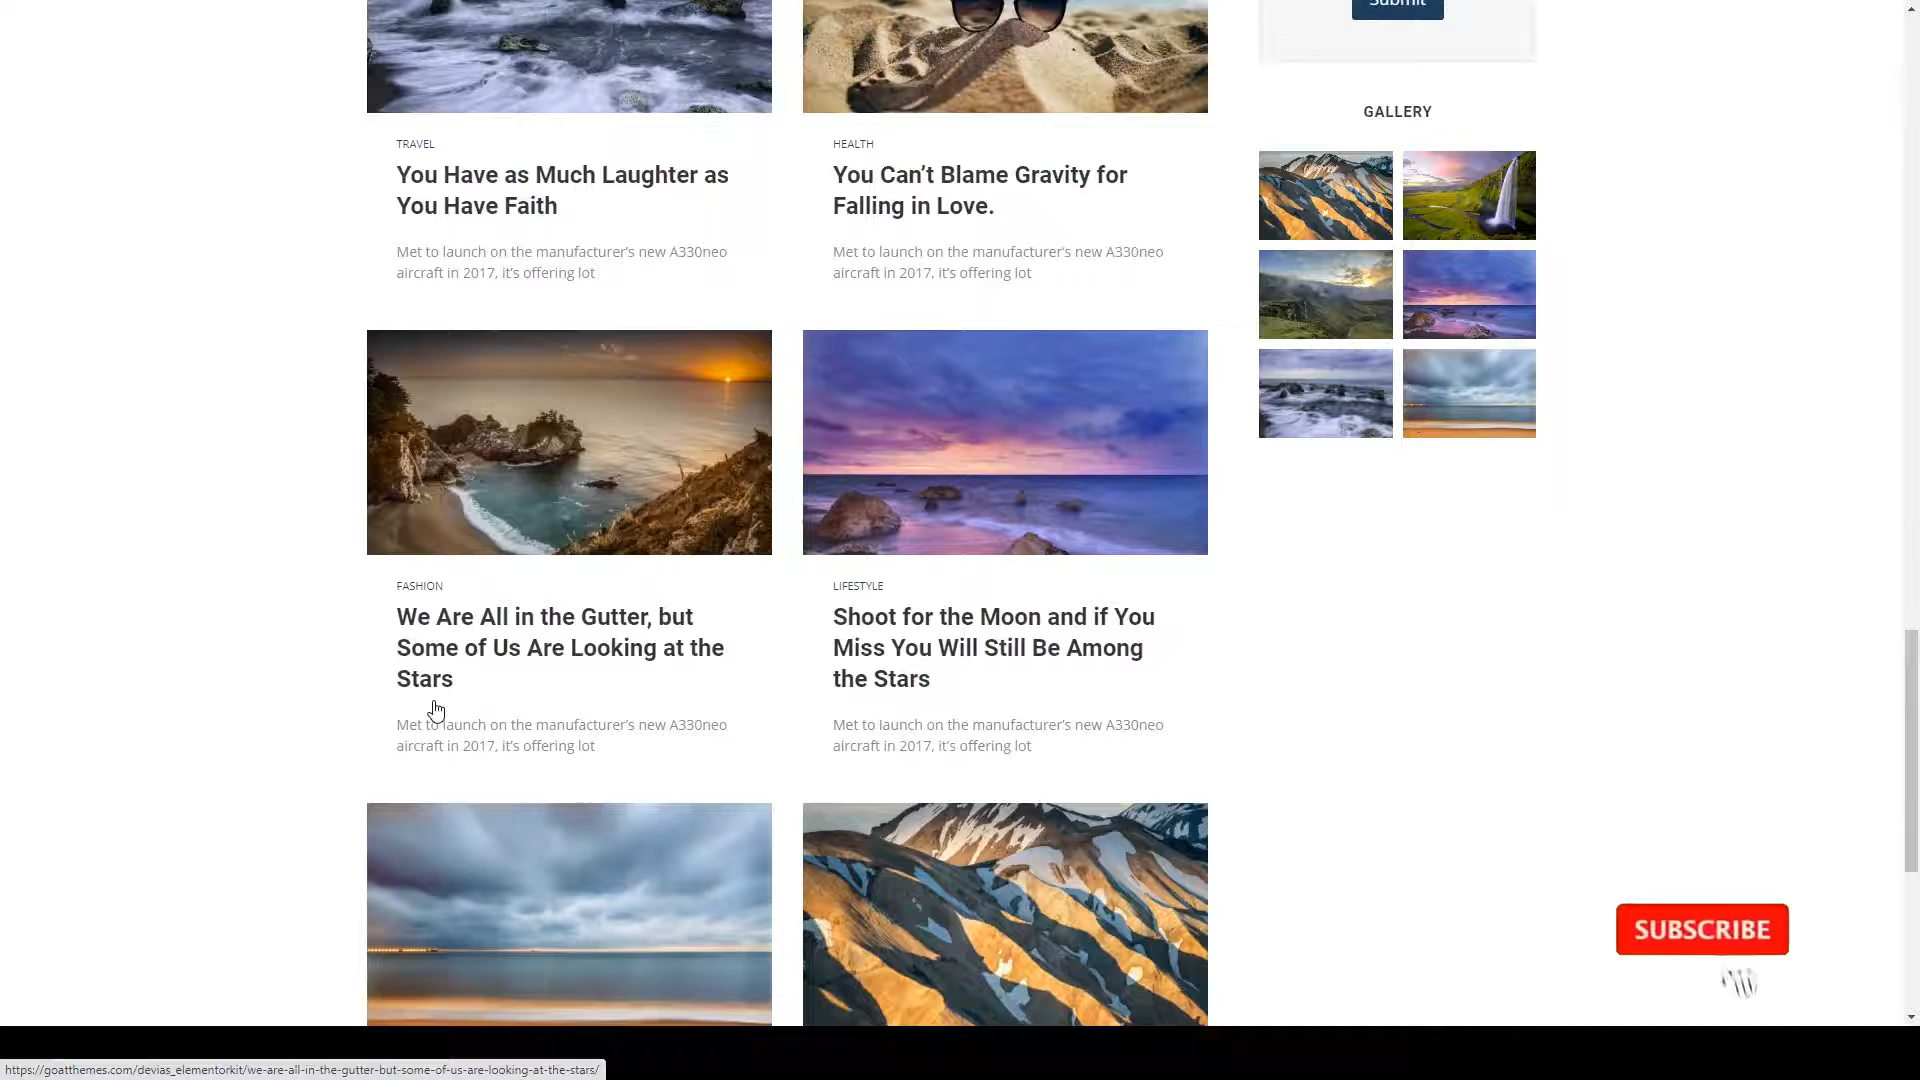 Submit
GALLERY
TRAVEL
You Have as Much Laughter as
You Have Faith
Met to launch on the manufacturer's new A330neo
aircraft in 2017, it's offering lot
HEALTH
You Can't Blame Gravity for
Falling in Love.
Met to launch on the manufacturer's new A330neo
aircraft in 2017, it's offering lot
FASHION
We Are All in the Gutter, but
Some of Us Are Looking at the
Stars
Met to launch on the manufacturer's new A330neo
aircraft in 2017, it's offering lot
LIFESTYLE
Shoot for the Moon and if You
Miss You Will Still Be Among
the Stars
Met to launch on the manufacturer's new A330neo
aircraft in 2017, it's offering lot
SUBSCRIBE
https://goatthemes.com/devias_elementorkit/we-are-all-in-the-gutter-but-some-of-us-are-looking-at-the-stars/